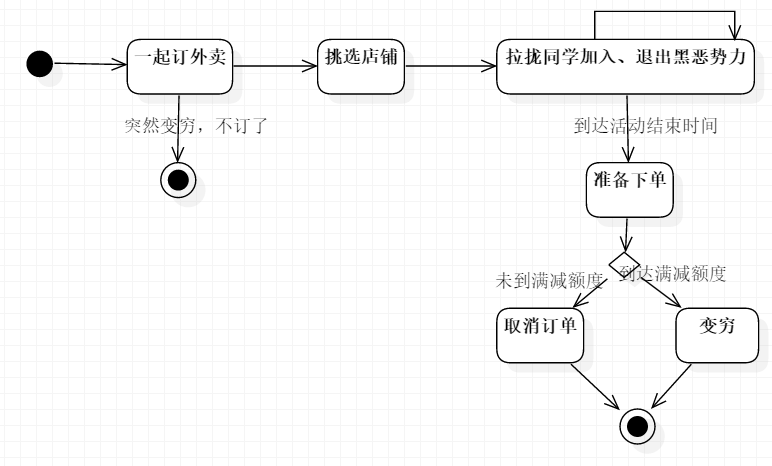 一起订外卖
挑选店铺
拉拢同学加入、退出黑恶势力
突然变穷，不订了
到达活动结束时间
准备下单
未到满减额度
到达满减额度
取消订单
变穷